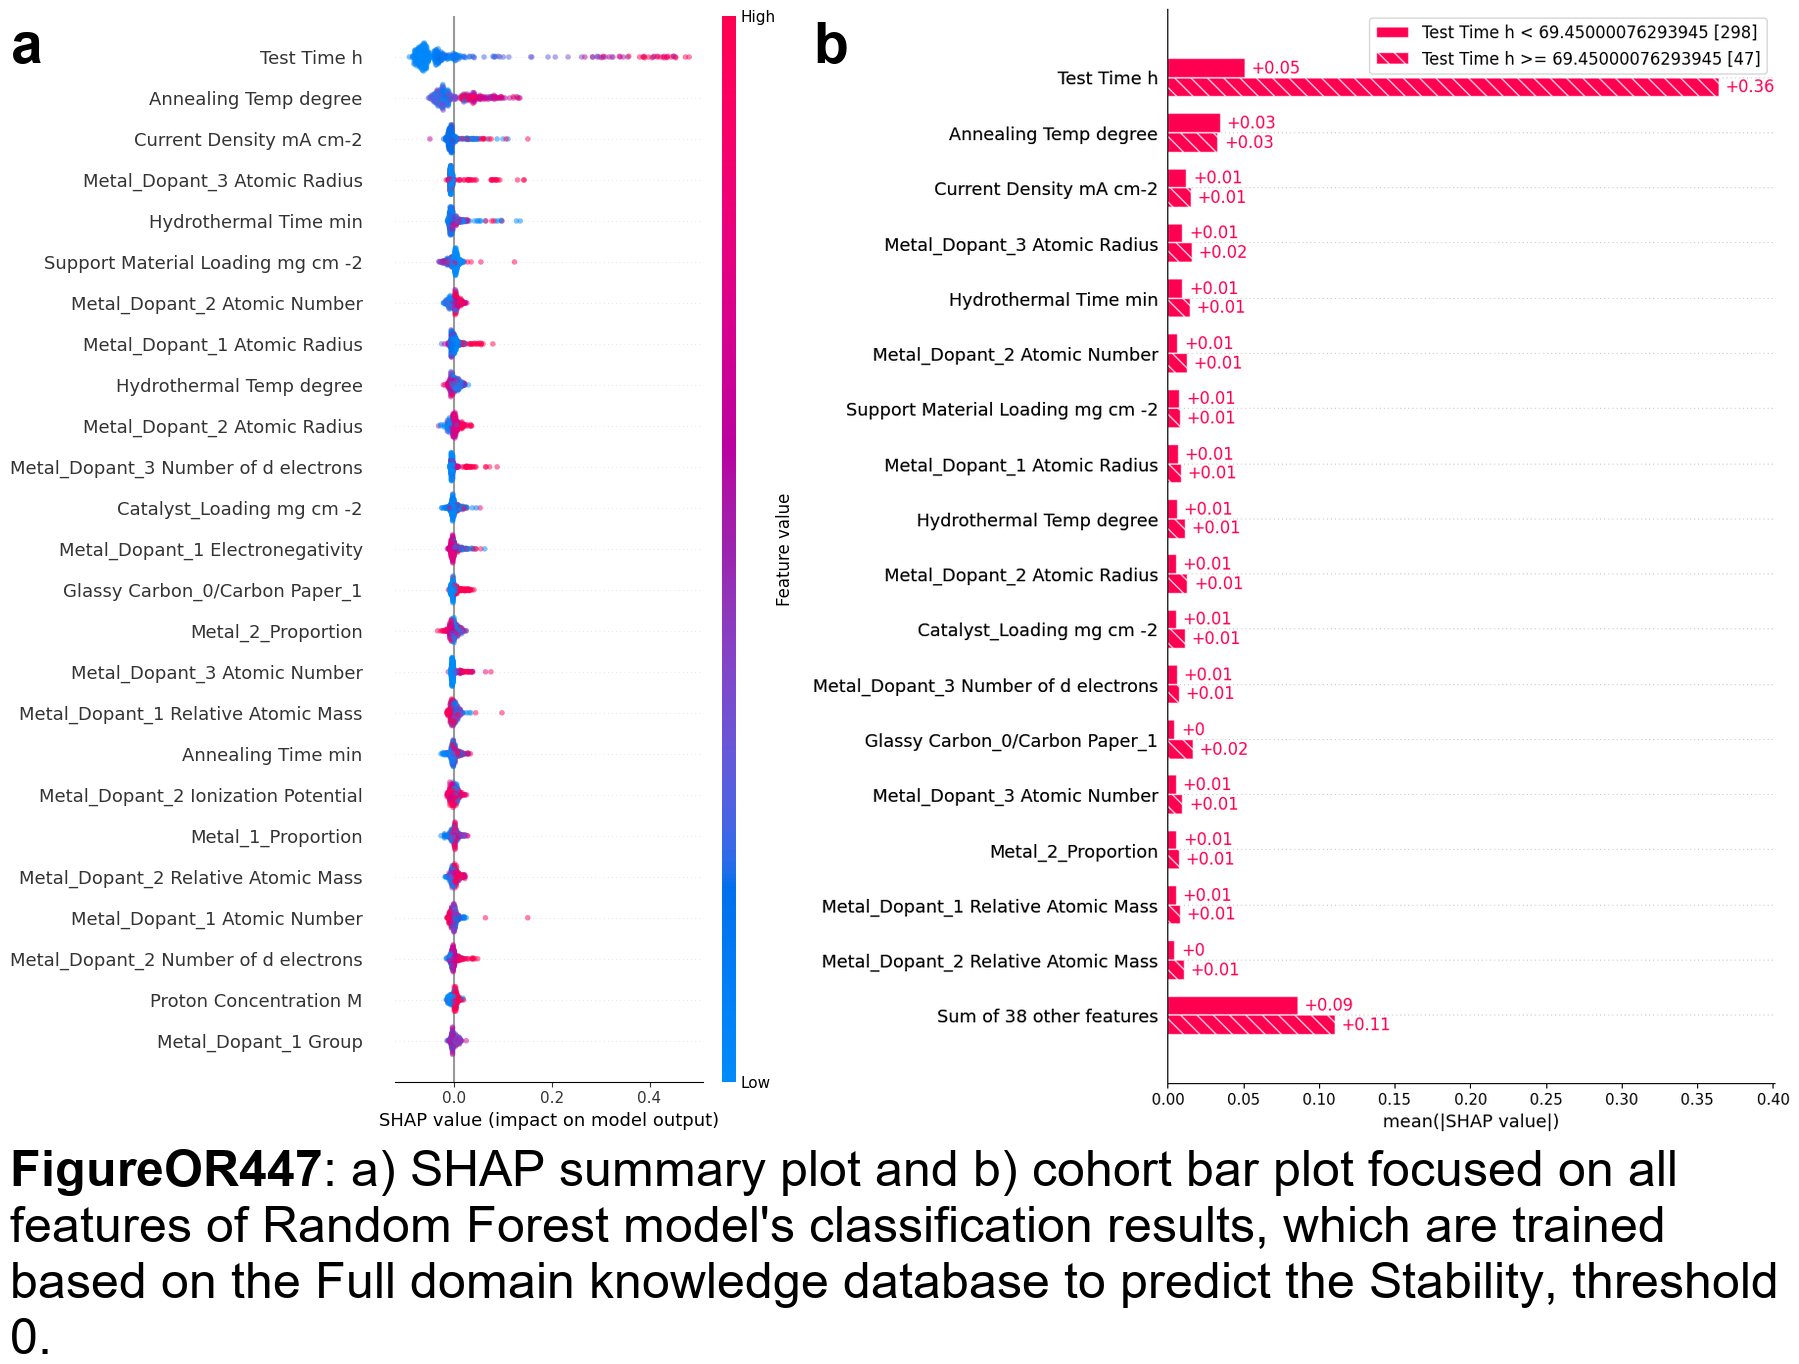 a
Test Time h
Annealing Temp degree
Current Density mA cm-2
Metal_Dopant_3 Atomic Radius
Hydrothermal Time min
Support Material Loading mg cm -2
Metal_Dopant_2 Atomic Number
Metal_Dopant_1 Atomic Radius
Hydrothermal Temp degree
Metal_Dopant_2 Atomic Radius
Metal_Dopant_3 Number of d electrons
Catalyst_Loading mg cm -2
Metal_Dopant_1 Electronegativity
Glassy Carbon_0/Carbon Paper_1
Metal_2_Proportion
Metal_Dopant_3 Atomic Number
Metal_Dopant_1 Relative Atomic Mass
Annealing Time min
Metal_Dopant_2 Ionization Potential
Metal_1_Proportion
Metal_Dopant_2 Relative Atomic Mass
Metal_Dopant_1 Atomic Number
Metal_Dopant_2 Number of d electrons
Proton Concentration M
Metal_Dopant_1 Group
0.0 0.2 0.4
SHAP value (impact on model output)
High
Feature value
Low
b
Test Time h < 69.45000076293945 [298]
Test Time h >= 69.45000076293945 [47]
Test Time h
+0.05
+0.36
Annealing Temp degree
+0.03
+0.03
Current Density mA cm-2
+0.01
+0.01
Metal_Dopant_3 Atomic Radius
+0.01
+0.02
Hydrothermal Time min
+0.01
+0.01
Metal_Dopant_2 Atomic Number
+0.01
+0.01
Support Material Loading mg cm -2
+0.01
+0.01
Metal_Dopant_1 Atomic Radius
+0.01
+0.01
Hydrothermal Temp degree
+0.01
+0.01
Metal_Dopant_2 Atomic Radius
+0.01
+0.01
Catalyst_Loading mg cm -2
+0.01
+0.01
Metal_Dopant_3 Number of d electrons
+0.01
+0.01
Glassy Carbon_0/Carbon Paper_1
+0
+0.02
Metal_Dopant_3 Atomic Number
+0.01
+0.01
Metal_2_Proportion
+0.01
+0.01
Metal_Dopant_1 Relative Atomic Mass
+0.01
+0.01
Metal_Dopant_2 Relative Atomic Mass
+0
+0.01
Sum of 38 other features
+0.09
+0.11
0.00 0.05 0.10 0.15 0.20 0.25 0.30 0.35 0.40
mean(|SHAP value|)
FigureOR447: a) SHAP summary plot and b) cohort bar plot focused on all
features of Random Forest model's classification results, which are trained
based on the Full domain knowledge database to predict the Stability, threshold
0.